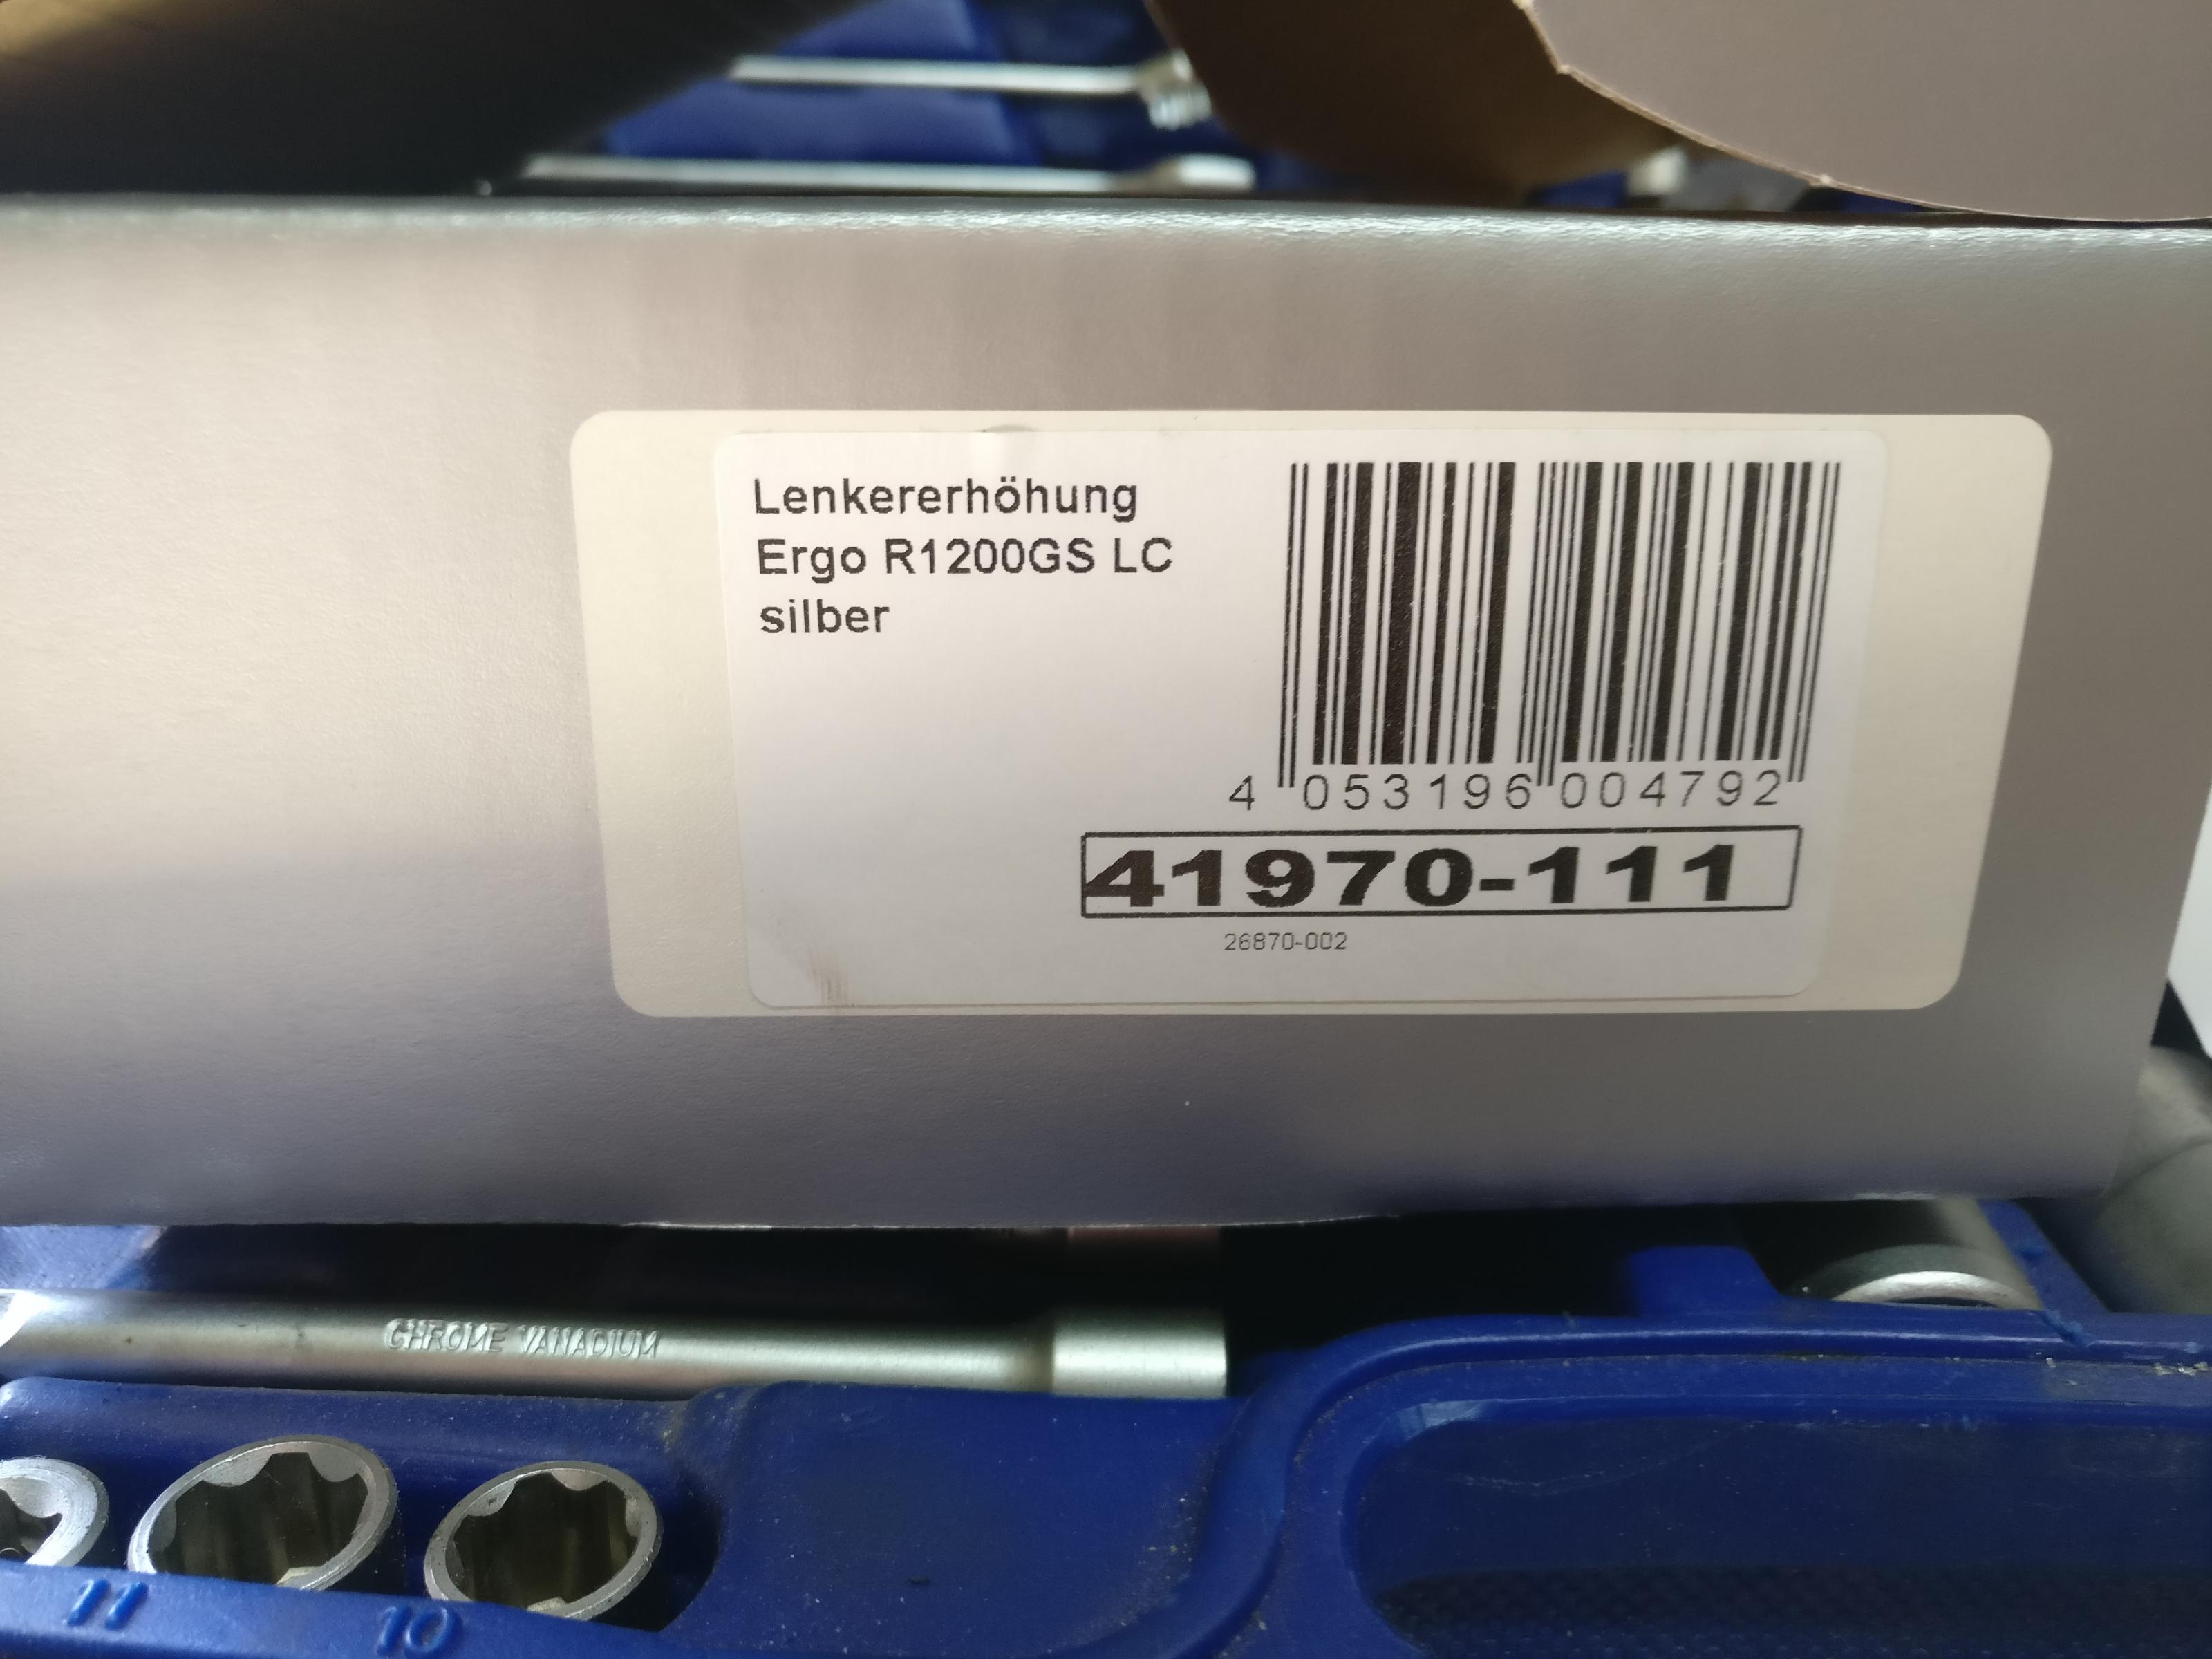 Lenkererhöhung
Ergo R1200GS LC
silber
4 053196 004792
41970-111
26870-002
CHROME VANADIUM
11
10